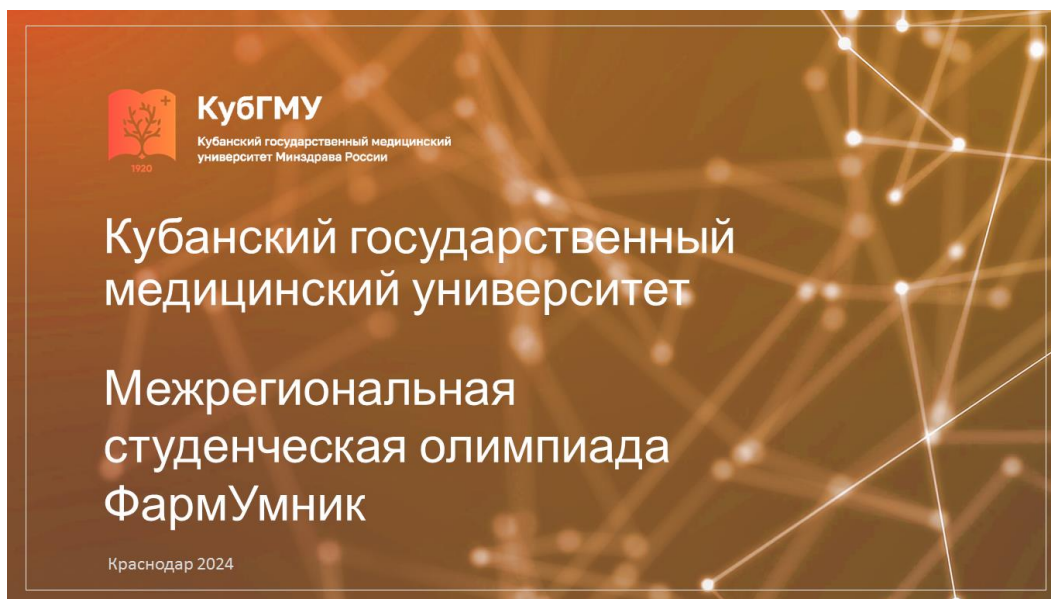 КубГМУ
Кубанский государственный медицинский
университет Минздрава России
1920
Кубанский государственный
медицинский университет
Межрегиональная
студенческая олимпиада
ФармУмник
Краснодар 2024